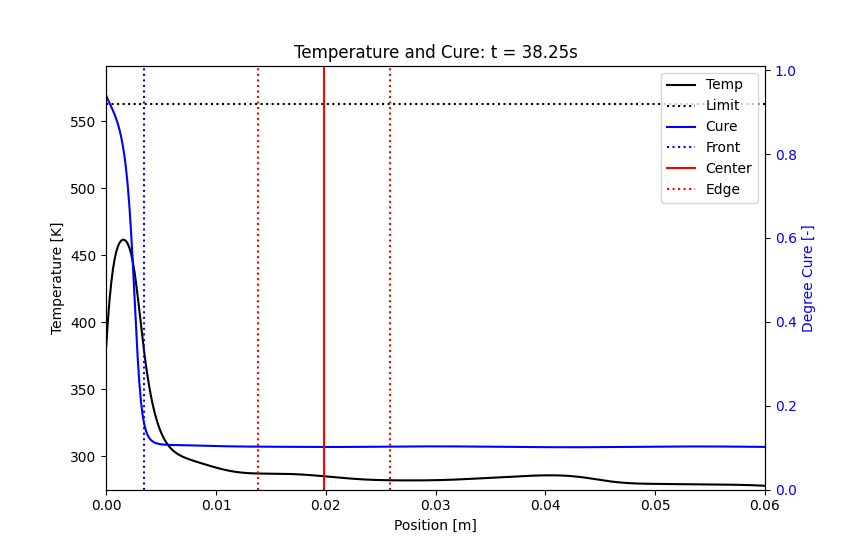 Temperature and Cure: t = 38.25s
Temp
Limit
Cure
Front
Center
Edge
550
500
450
400
350
300
Temperature [K]
1.0
0.8
0.6
0.4
0.2
0.0
Degree Cure [-]
0.00 0.01 0.02 0.03 0.04 0.05 0.06
Position [m]